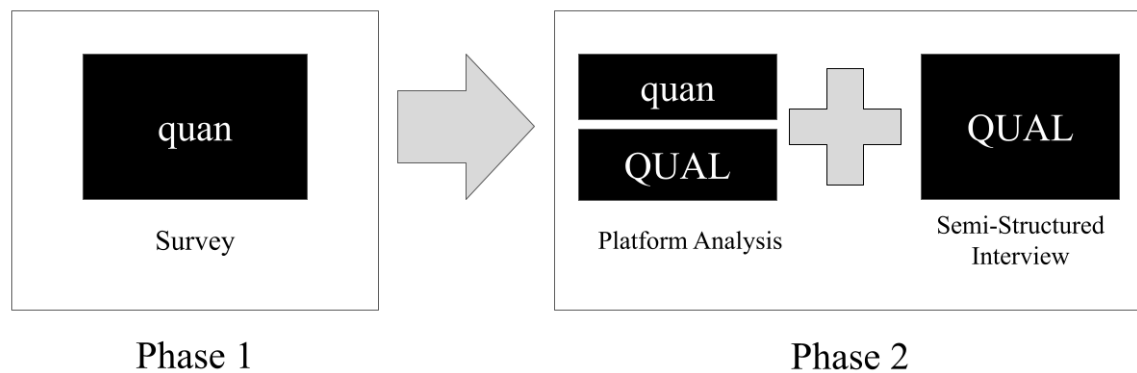 quan
Survey
Phase 1
quan
QUAL
Platform Analysis
QUAL
Semi-Structured
Interview
Phase 2